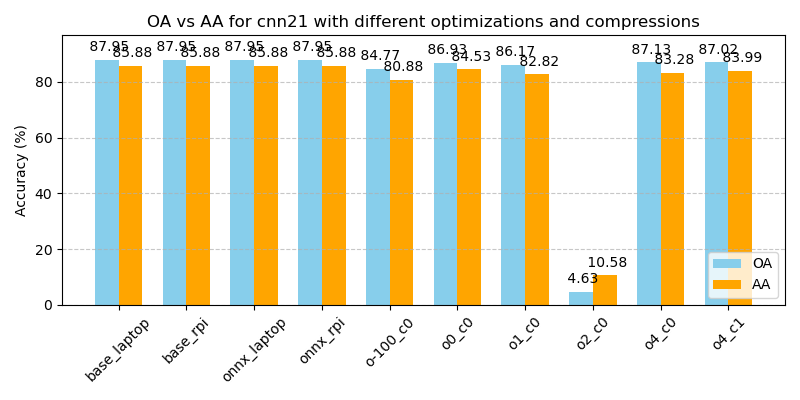 OA vs AA for cnn21 with different optimizations and compressions
87.95 87.95 87.95 87.95 84.77 86.93 86.17 4.63 87.13 87.02
85.88 85.88 85.88 85.88 80.88 84.53 82.82 10.58 83.28 83.99
Accuracy (%)
80
60
40
20
0
OA
AA
base_laptop base_rpi onnx_laptop onnx_rpi o-100_c0 o0_c0 o1_c0 o2_c0 o4_c0 o4_c1